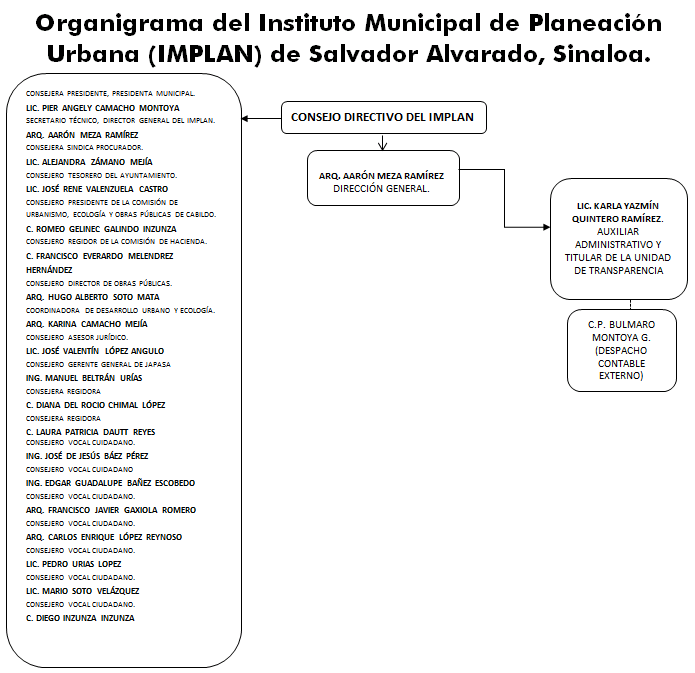 Organigrama del Instituto Municipal de Planeación
Urbana (IMPLAN) de Salvador Alvarado, Sinaloa.
CONSEJERA PRESIDENTE, PRESIDENTA MUNICIPAL.
LIC. PIER ANGELY CAMACHO MONTOYA
SECRETARIO TÉCNICO, DIRECTOR GENERAL DEL IMPLAN.
ARQ. AARÓN MEZA RAMÍREZ
CONSEJERA SINDICA PROCURADOR.
LIC. ALEJANDRA ZÁMANO MEJÍA
CONSEJERO TESORERO DEL AYUNTAMIENTO.
LIC. JOSÉ RENE VALENZUELA CASTRO
CONSEJERO PRESIDENTE DE LA COMISIÓN DE
URBANISMO, ECOLOGÍA Y OBRAS PÚBLICAS DE CABILDO.
C. ROMEO GELINEC GALINDO INZUNZA
CONSEJERO REGIDOR DE LA COMISIÓN DE HACIENDA.
C. FRANCISCO EVERARDO MELENDREZ
HERNÁNDEZ
CONSEJERO DIRECTOR DE OBRAS PÚBLICAS.
ARQ. HUGO ALBERTO SOTO MATA
COORDINADORA DE DESARROLLO URBANO Y ECOLOGÍA.
ARQ. KARINA CAMACHO MEJÍA
CONSEJERO ASESOR JURÍDICO.
LIC. JOSÉ VALENTÍN LÓPEZ ANGULO
CONSEJERO GERENTE GENERAL DE JAPASA
ING. MANUEL BELTRÁN URÍAS
CONSEJERA REGIDORA
C. DIANA DEL ROCIO CHIMAL LÓPEZ
CONSEJERA REGIDORA
C. LAURA PATRICIA DAUTT REYES
CONSEJERO VOCAL CUIDADANO.
ING. JOSÉ DE JESÚS BÁEZ PÉREZ
CONSEJERO VOCAL CUIDADANO
ING. EDGAR GUADALUPE BAÑEZ ESCOBEDO
CONSEJERO VOCAL CIUDADANO.
ARQ. FRANCISCO JAVIER GAXIOLA ROMERO
CONSEJERO VOCAL CIUDADANO.
ARQ. CARLOS ENRIQUE LÓPEZ REYNOSO
CONSEJERO VOCAL CIUDADANO.
LIC. PEDRO URIAS LOPEZ
CONSEJERO VOCAL CIUDADANO.
LIC. MARIO SOTO VELÁZQUEZ
CONSEJERO VOCAL CIUDADANO.
C. DIEGO INZUNZA INZUNZA
CONSEJO DIRECTIVO DEL IMPLAN
ARQ. AARÓN MEZA RAMÍREZ
DIRECCIÓN GENERAL.
LIC. KARLA YAZMÍN
QUINTERO RAMÍREZ.
AUXILIAR
ADMINISTRATIVO Y
TITULAR DE LA UNIDAD
DE TRANSPARENCIA
C.P. BULMARO
MONTOYA G.
(DESPACHO
CONTABLE
EXTERNO)